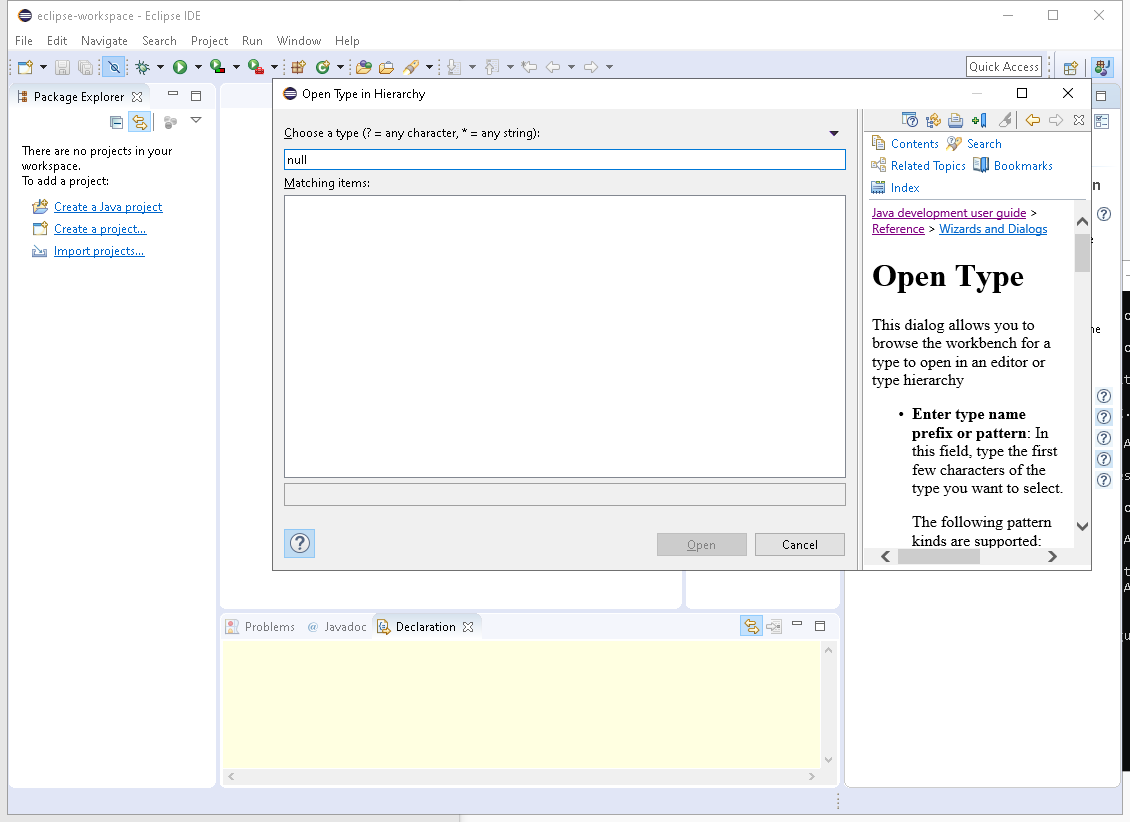 eclipse-workspace - Eclipse IDE
File Edit Navigate Search Project Run Window Help
Quick Access
Package Explorer
There are no projects in your
workspace.
To add a project:
Create a Java project
Create a project...
Import projects...
Open Type in Hierarchy
Choose a type (? = any character, * = any string):
null
Matching items:
? Open Cancel
Contents Search
Related Topics Bookmarks
Index
Java development user guide >
Reference > Wizards and Dialogs
Open Type
This dialog allows you to
browse the workbench for a
type to open in an editor or
type hierarchy
• Enter type name
prefix or pattern: In
this field, type the first
few characters of the
type you want to select.
The following pattern
kinds are supported:
Problems @ Javadoc Declaration